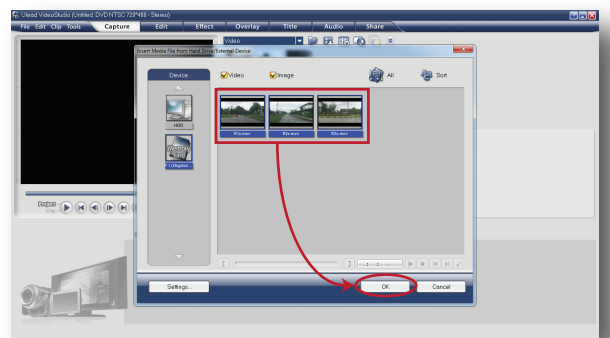 Ulead VideoStudio (Untitled, DVD NTSC 720*480 - Stereo)
File Edit Clip Tools Capture Edit Effect Overlay Title Audio Share
Video
Insert Media File from Hard Drive/External Device
Device
Video
Image
All
Sort
HDD
Memory
Project
Settings...
OK
Cancel